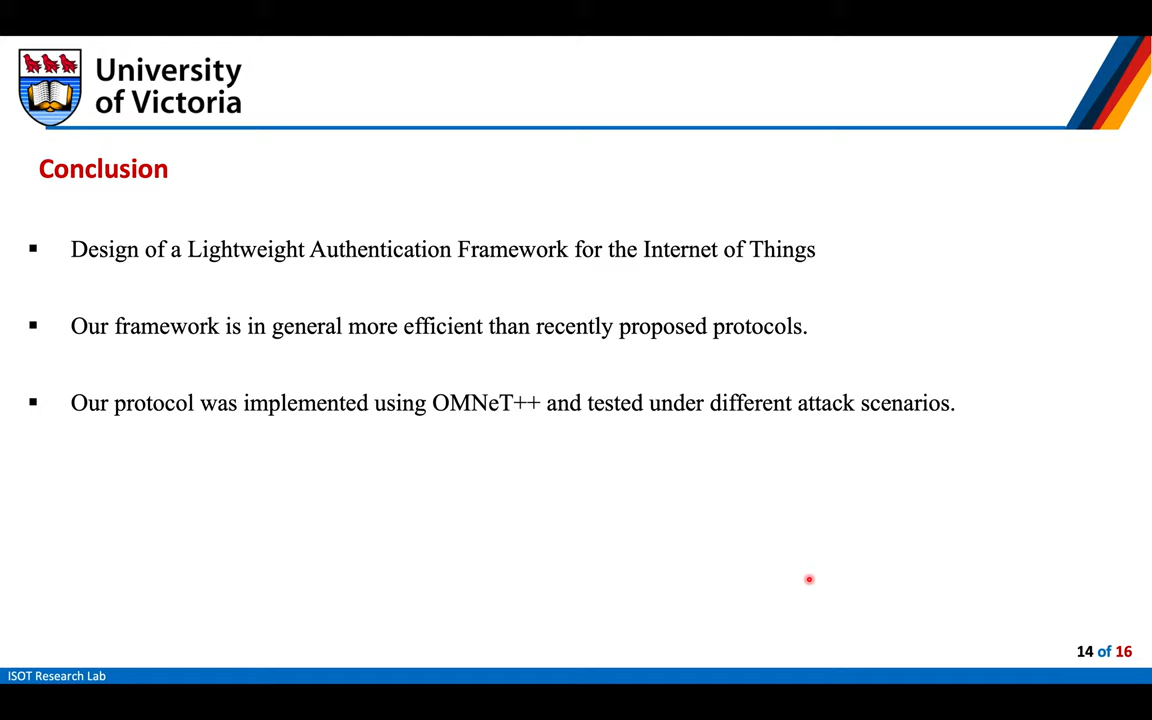 University
of Victoria
Conclusion
▪ Design of a Lightweight Authentication Framework for the Internet of Things
▪ Our framework is in general more efficient than recently proposed protocols.
▪ Our protocol was implemented using OMNeT++ and tested under different attack scenarios.
14 of 16
ISOT Research Lab